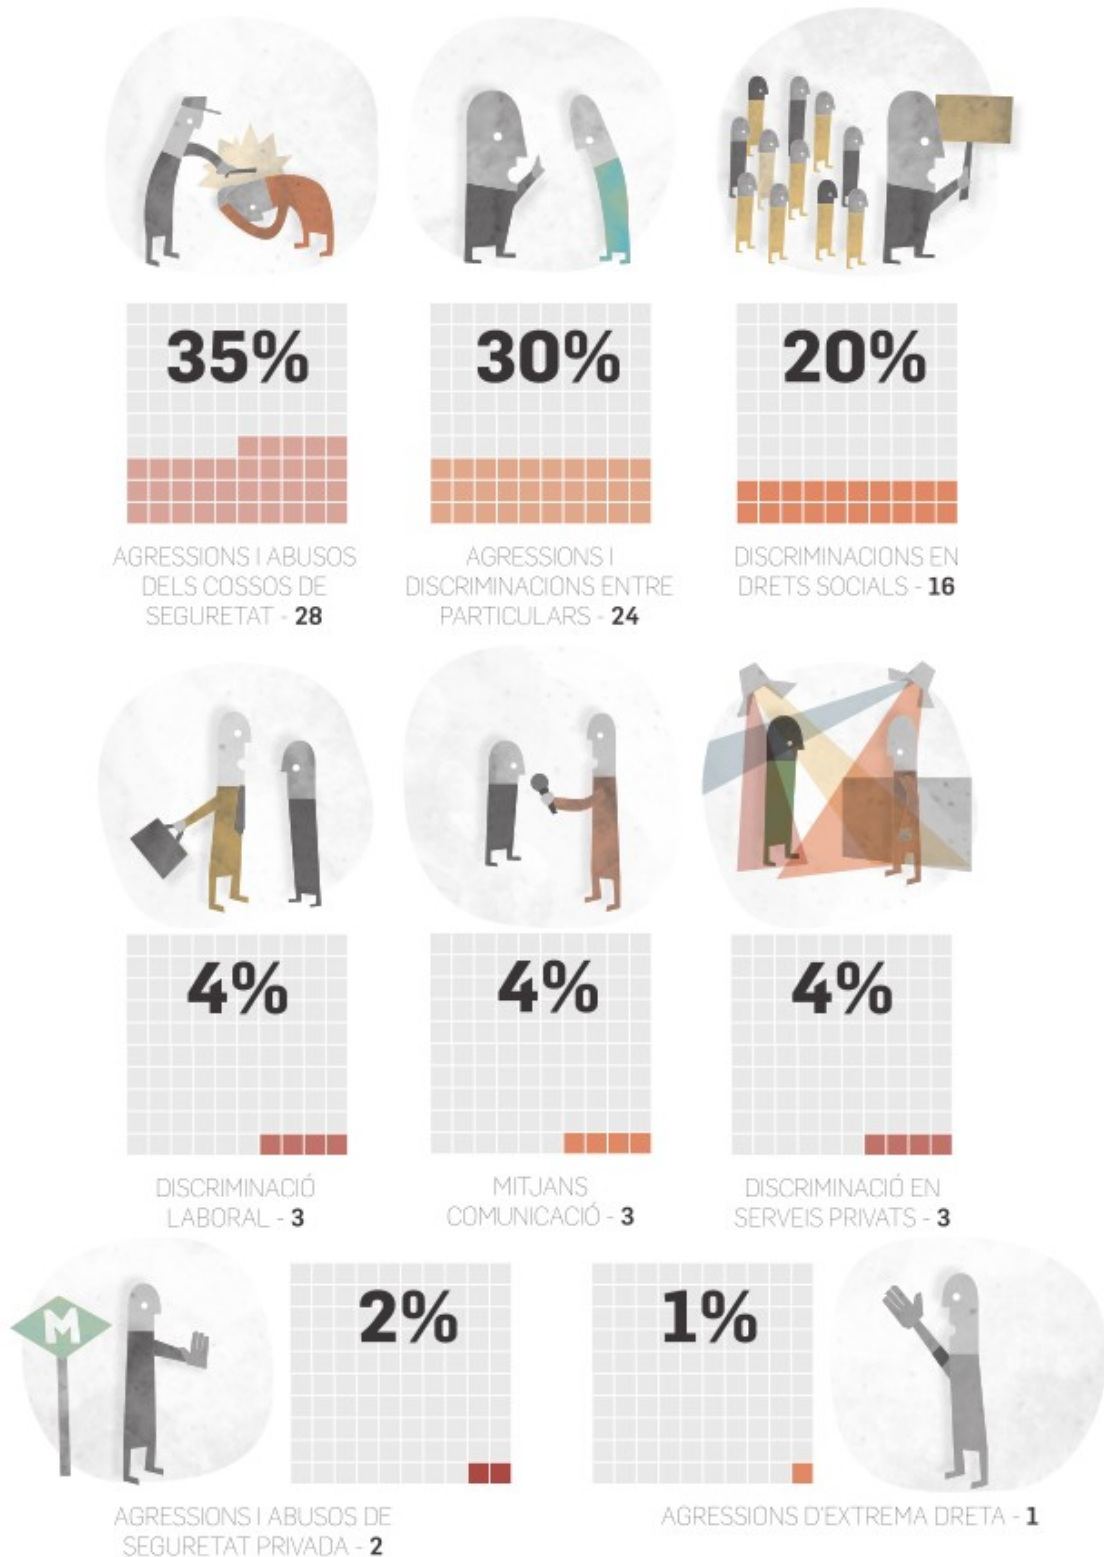 35%
30%
20%
AGRESSIONS I ABUSOS
DELS COSSOS DE
SEGURETAT - 28
AGRESSIONS I
DISCRIMINACIONS ENTRE
PARTICULARS - 24
DISCRIMINACIONS EN
DRETS SOCIALS - 16
4%
4%
4%
DISCRIMINACIÓ
LABORAL - 3
MITJANS
COMUNICACIÓ - 3
DISCRIMINACIÓ EN
SERVEIS PRIVATS - 3
M
2%
1%
AGRESSIONS I ABUSOS DE
SEGURETAT PRIVADA - 2
AGRESSIONS D'EXTREMA DRETA - 1